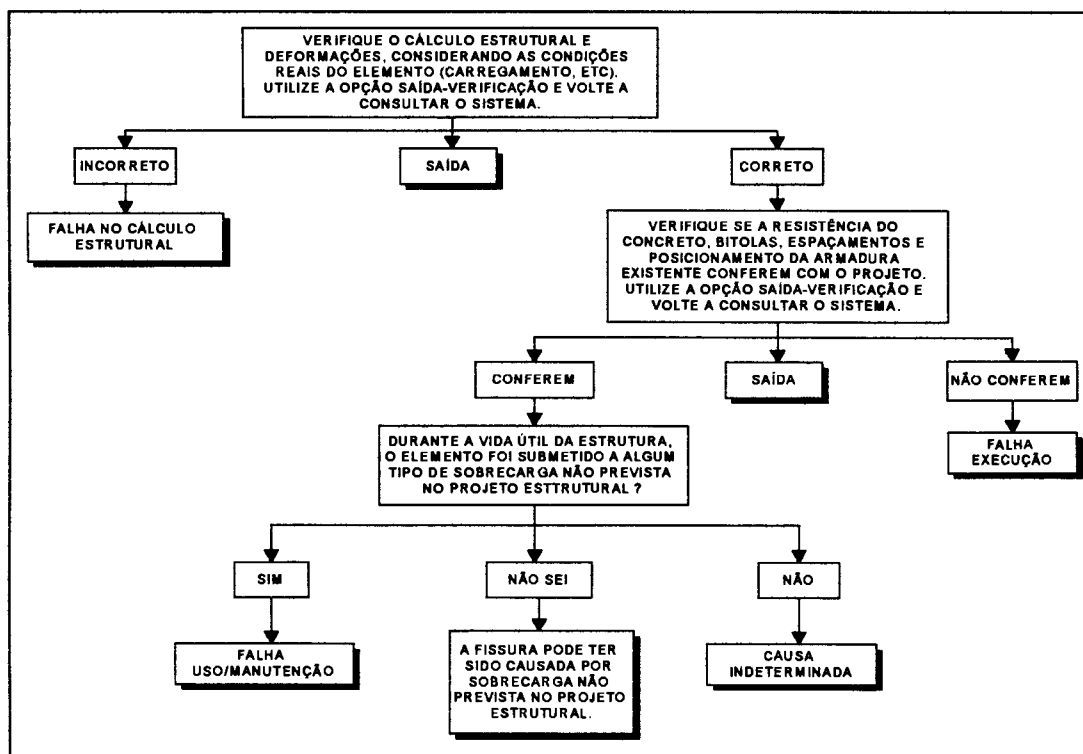 VERIFIQUE O CÁLCULO ESTRUTURAL E
DEFORMAÇÕES, CONSIDERANDO AS CONDIÇÕES
REAIS DO ELEMENTO (CARREGAMENTO, ETC).
UTILIZE A OPÇÃO SAÍDA-VERIFICAÇÃO E VOLTE A
CONSULTAR O SISTEMA.
INCORRETO
SAÍDA
CORRETO
FALHA NO CÁLCULO
ESTRUTURAL
VERIFIQUE SE A RESISTÊNCIA DO
CONCRETO, BITOLAS, ESPAÇAMENTOS E
POSICIONAMENTO DA ARMADURA
EXISTENTE CONFEREM COM O PROJETO.
UTILIZE A OPÇÃO SAÍDA-VERIFICAÇÃO E
VOLTE A CONSULTAR O SISTEMA.
CONFEREM
SAÍDA
NÃO CONFEREM
DURANTE A VIDA ÚTIL DA ESTRUTURA,
O ELEMENTO FOI SUBMETIDO A ALGUM
TIPO DE SOBRECARGA NÃO PREVISTA
NO PROJETO ESTTRUTURAL ?
FALHA
EXECUÇÃO
SIM
NÃO SEI
NÃO
FALHA
USO/MANUTENÇÃO
A FISSURA PODE TER
SIDO CAUSADA POR
SOBRECARGA NÃO
PREVISTA NO PROJETO
ESTRUTURAL.
CAUSA
INDETERMINADA